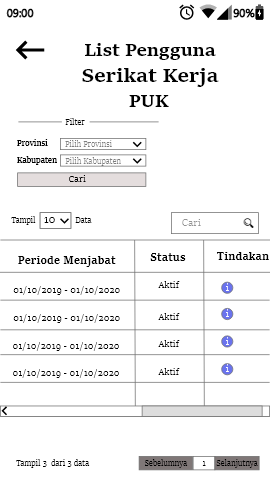 09:00 90%
List Pengguna
Serikat Kerja
PUK
Filter
Provinsi Pilih Provinsi
Kabupaten Pilih Kabupaten
Cari
Tampil 10 Data Cari
Periode Menjabat Status Tindakan
01/10/2019 - 01/10/2020 Aktif i
01/10/2019 - 01/10/2020 Aktif i
01/10/2019 - 01/10/2020 Aktif i
01/10/2019 - 01/10/2020 Aktif i
Tampil 3 dari 3 data Sebelumnya 1 Selanjutnya